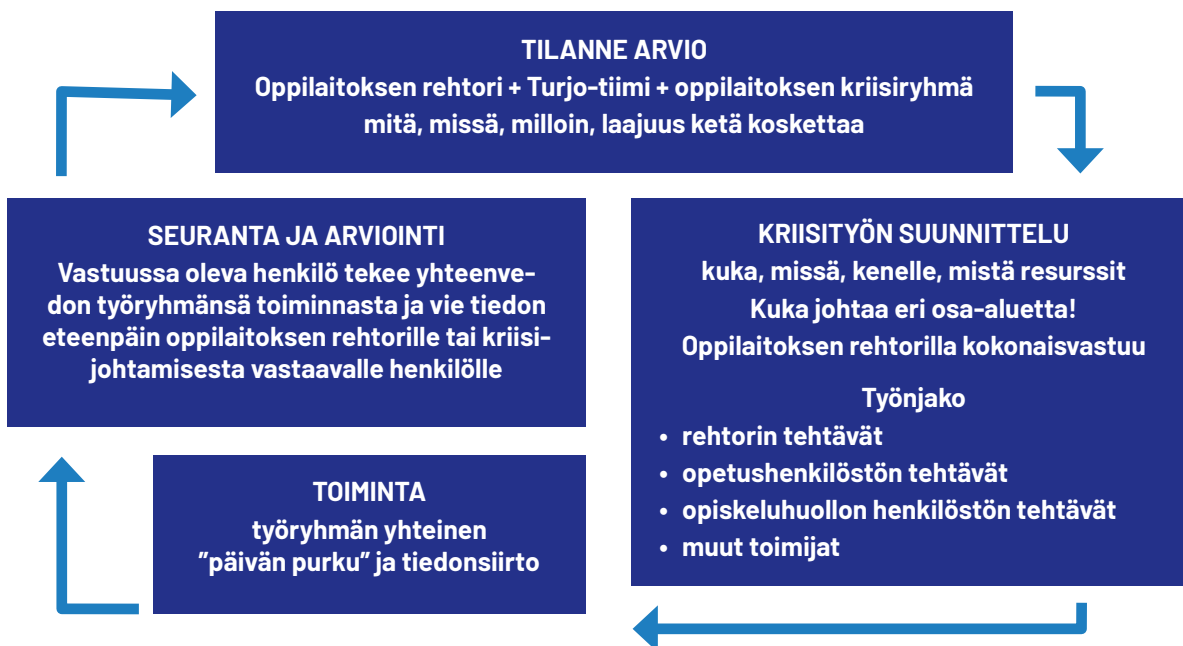 TILANNE ARVIO
Oppilaitoksen rehtori + Turjo-tiimi + oppilaitoksen kriisiryhmä
mitä, missä, milloin, laajuus ketä koskettaa
KRIISITYÖN SUUNNITTELU
kuka, missä, kenelle, mistä resurssit
Kuka johtaa eri osa-aluetta!
Oppilaitoksen rehtorilla kokonaisvastuu
Työnjako
• rehtorin tehtävät
• opetushenkilöstön tehtävät
• opiskeluhuollon henkilöstön tehtävät
• muut toimijat
TOIMINTA
työryhmän yhteinen
”päivän purku” ja tiedonsiirto
SEURANTA JA ARVIOINTI
Vastuussa oleva henkilö tekee yhteenve-
don työryhmänsä toiminnasta ja vie tiedon
eteenpäin oppilaitoksen rehtorille tai kriisi-
johtamisesta vastaavalle henkilölle